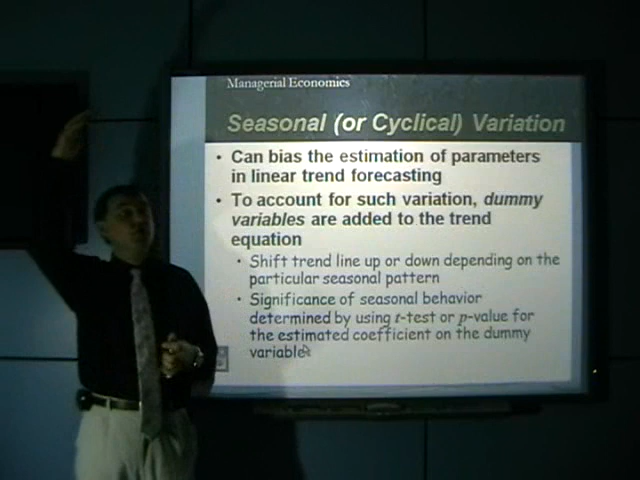 Managerial Economics
Seasonal (or Cyclical) Variation
• Can bias the estimation of parameters
in linear trend forecasting
• To account for such variation, dummy
variables are added to the trend
equation
• Shift trend line up or down depending on the
particular seasonal pattern
• Significance of seasonal behavior
determined by using t-test or p-value for
the estimated coefficient on the dummy
variable